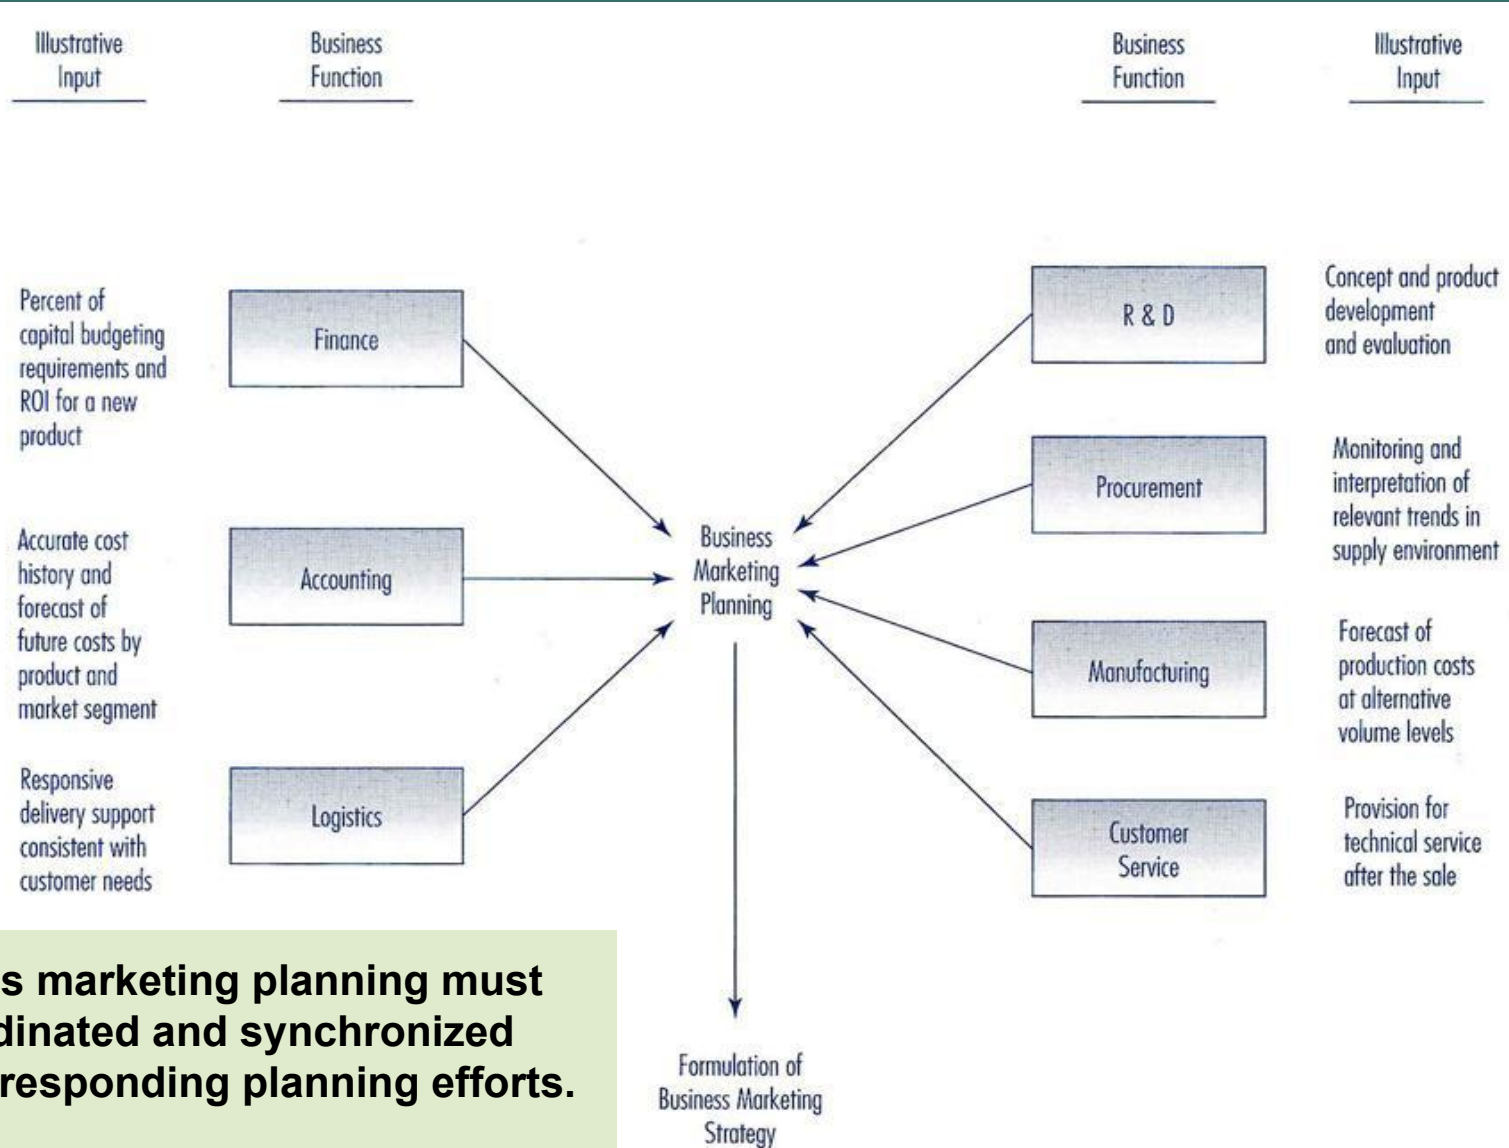 Illustrative
Input
Business
Function
Business
Function
Illustrative
Input
Percent of
capital budgeting
requirements and
ROI for a new
product
Finance
Accurate cost
history and
forecast of
future costs by
product and
market segment
Accounting
Responsive
delivery support
consistent with
customer needs
Logistics
Business
Marketing
Planning
R & D
Concept and product
development
and evaluation
Procurement
Monitoring and
interpretation of
relevant trends in
supply environment
Manufacturing
Forecast of
production costs
at alternative
volume levels
Customer
Service
Provision for
technical service
after the sale
s marketing planning must
dinated and synchronized
responding planning efforts.
Formulation of
Business Marketing
Strategy